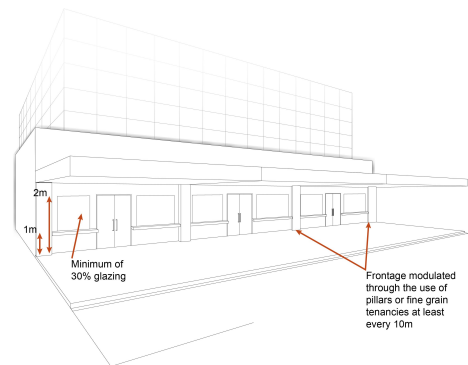 2m
1m
Minimum of
30% glazing
Frontage modulated
through the use of
pillars or fine grain
tenancies at least
every 10m